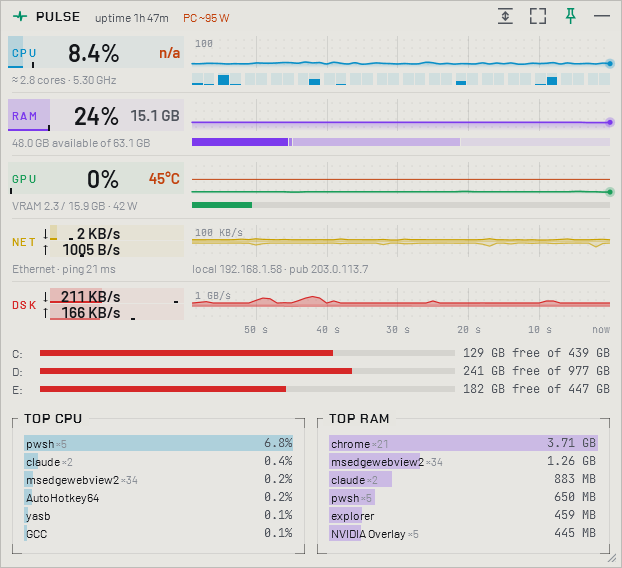 PULSE uptime 1h 47m PC ~95 W
CPU 8.4% n/a 100
≈ 2.8 cores · 5.30 GHz
RAM 24% 15.1 GB
48.0 GB available of 63.1 GB
GPU 0% 45°C
VRAM 2.3 / 15.9 GB · 42 W
NET ↓ 2 KB/s 100 KB/s
↑ 1005 B/s
Ethernet · ping 21 ms local 192.168.1.58 · pub 203.0.113.7
DSK ↓ 211 KB/s 1 GB/s
↑ 166 KB/s
50 s 40 s 30 s 20 s 10 s now
C: 129 GB free of 439 GB
D: 241 GB free of 977 GB
E: 182 GB free of 447 GB
TOP CPU
pwsh ×5 6.8%
claude ×2 0.4%
msedgewebview2 ×34 0.2%
AutoHotkey64 0.2%
yasb 0.1%
GCC 0.1%
TOP RAM
chrome ×21 3.71 GB
msedgewebview2 ×34 1.26 GB
claude ×2 883 MB
pwsh ×5 650 MB
explorer 459 MB
NVIDIA Overlay ×5 445 MB